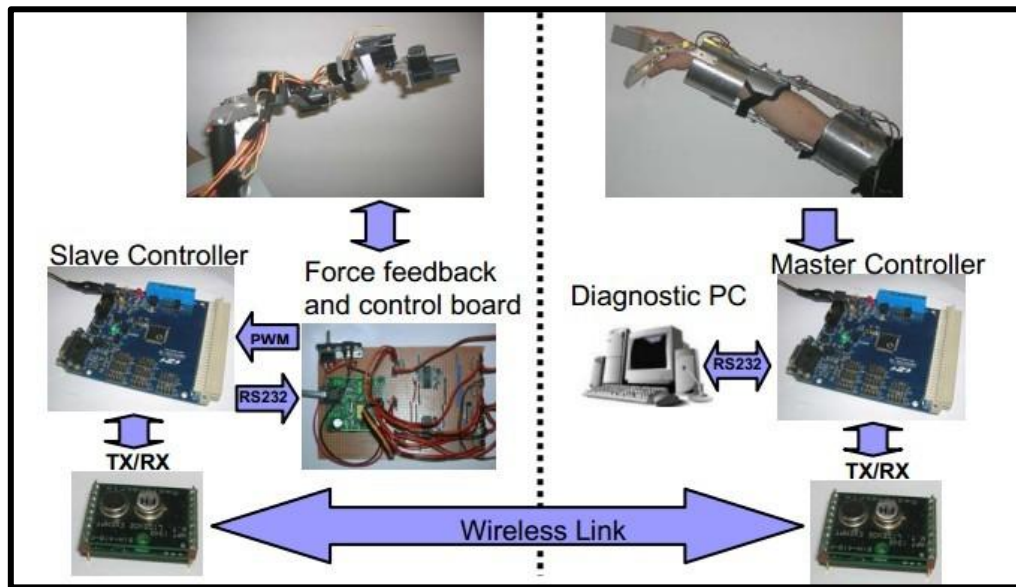 Slave Controller
Force feedback
and control board
PWM
RS232
TX/RX
Wireless Link
Diagnostic PC
Master Controller
RS232
TX/RX